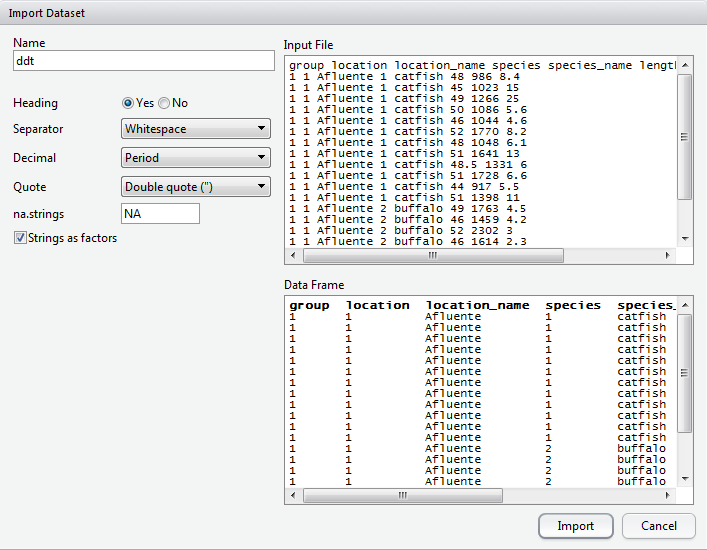 Import Dataset
Name
ddt
Heading
Yes No
Separator
Whitespace
Decimal
Period
Quote
Double quote (")
na.strings
NA
Strings as factors
Input File
group location location_name species species_name length
1 1 Afluente 1 catfish 48 986 8.4
1 1 Afluente 1 catfish 45 1023 15
1 1 Afluente 1 catfish 49 1266 25
1 1 Afluente 1 catfish 50 1086 5.6
1 1 Afluente 1 catfish 46 1044 4.6
1 1 Afluente 1 catfish 52 1770 8.2
1 1 Afluente 1 catfish 48 1048 6.1
1 1 Afluente 1 catfish 51 1641 13
1 1 Afluente 1 catfish 48.5 1331 6
1 1 Afluente 1 catfish 51 1728 6.6
1 1 Afluente 1 catfish 44 917 5.5
1 1 Afluente 1 catfish 51 1398 11
1 1 Afluente 2 buffalo 49 1763 4.5
1 1 Afluente 2 buffalo 46 1459 4.2
1 1 Afluente 2 buffalo 52 2302 3
1 1 Afluente 2 buffalo 46 1614 2.3
Data Frame
group location location_name species species_
1 1 Afluente 1 catfish
1 1 Afluente 1 catfish
1 1 Afluente 1 catfish
1 1 Afluente 1 catfish
1 1 Afluente 1 catfish
1 1 Afluente 1 catfish
1 1 Afluente 1 catfish
1 1 Afluente 1 catfish
1 1 Afluente 1 catfish
1 1 Afluente 1 catfish
1 1 Afluente 1 catfish
1 1 Afluente 1 catfish
1 1 Afluente 2 buffalo
1 1 Afluente 2 buffalo
1 1 Afluente 2 buffalo
1 1 Afluente 2 buffalo
Import
Cancel